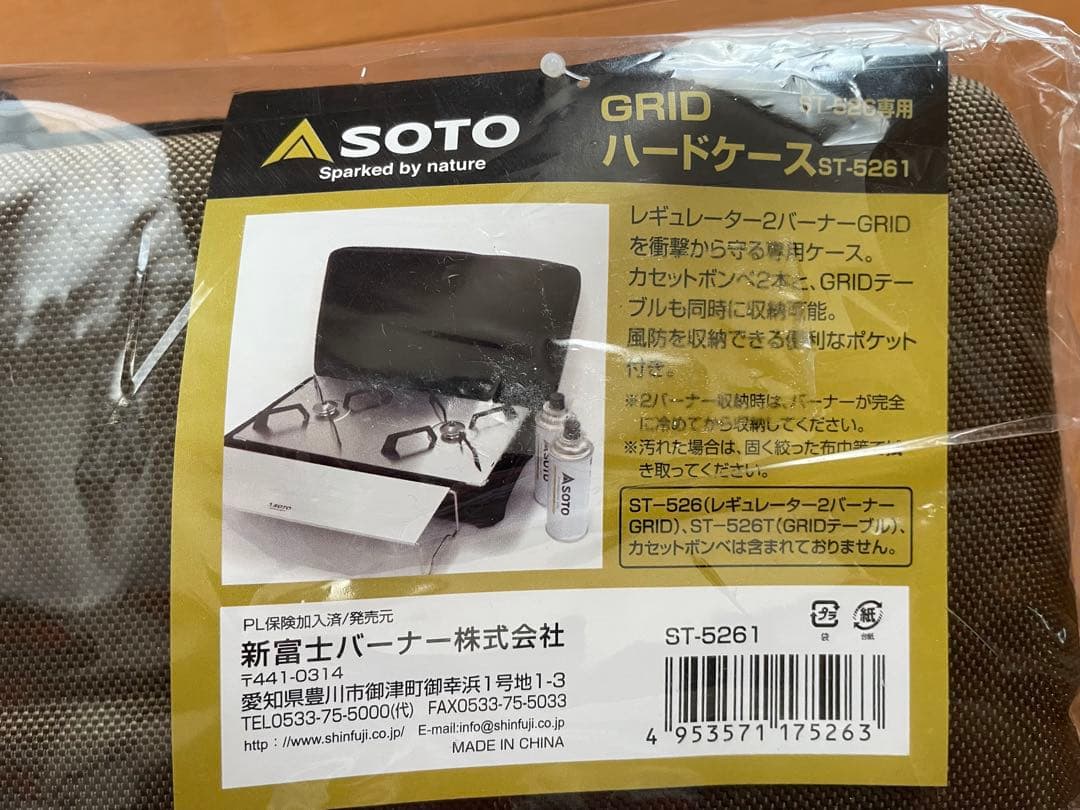 SOTO
Sparked by nature
GRID
ST-526専用
ハードケース ST-5261
レギュレーター2バーナーGRID
を衝撃から守る専用ケース。
カセットボンベ2本と、GRIDテー
ブルも同時に収納可能。
風防を収納できる便利なポケット
付き。
※2バーナー収納時は、バーナーが完全
に冷めてから収納してください。
※汚れた場合は、固く絞った布巾等で拭
き取ってください。
ST-526(レギュレーター2バーナー
GRID)、ST-526T(GRIDテーブル)、
カセットボンベは含まれておりません。
SOTO
SOTO
SOTO
PL保険加入済/発売元
新富士バーナー株式会社
〒441-0314
愛知県豊川市御津町御幸浜1号地1-3
TEL0533-75-5000(代) FAX0533-75-5033
http://www.shinfuji.co.jp/ E-mail:info@shinfuji.co.jp
MADE IN CHINA
プラ
袋
紙
台紙
ST-5261
4 953571 175263